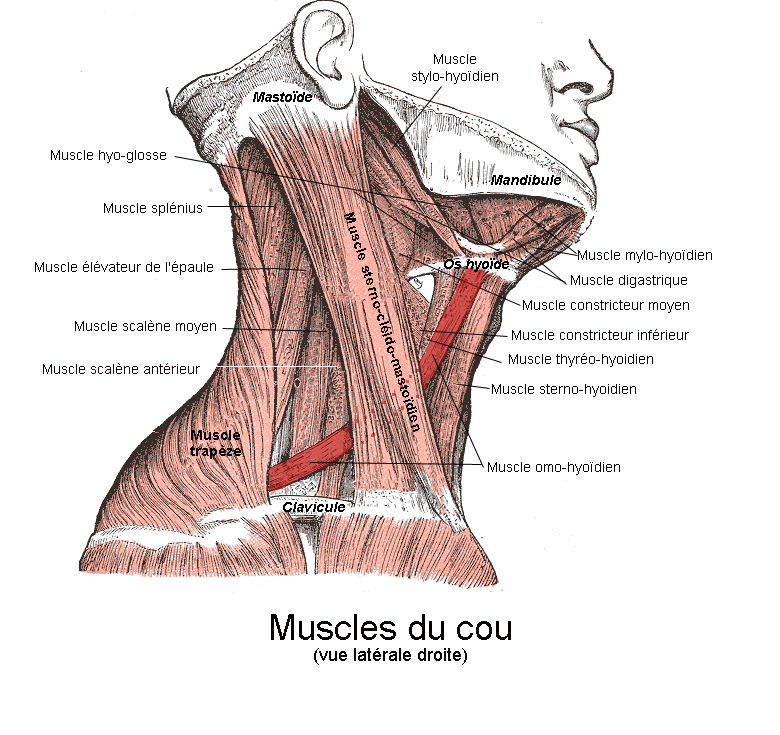 Muscle
stylo-hyoïdien
Mastoïde
Muscle hyo-glosse
Mandibule
Muscle splénius
Muscle sterno-cléido-mastoïdien
Muscle mylo-hyoïdien
Os hyoïde
Muscle élévateur de l'épaule
Muscle digastrique
Muscle constricteur moyen
Muscle scalène moyen
Muscle constricteur inférieur
Muscle thyréo-hyoidien
Muscle scalène antérieur
Muscle sterno-hyoidien
Muscle
trapèze
Muscle omo-hyoïdien
Clavicule
Muscles du cou
(vue latérale droite)